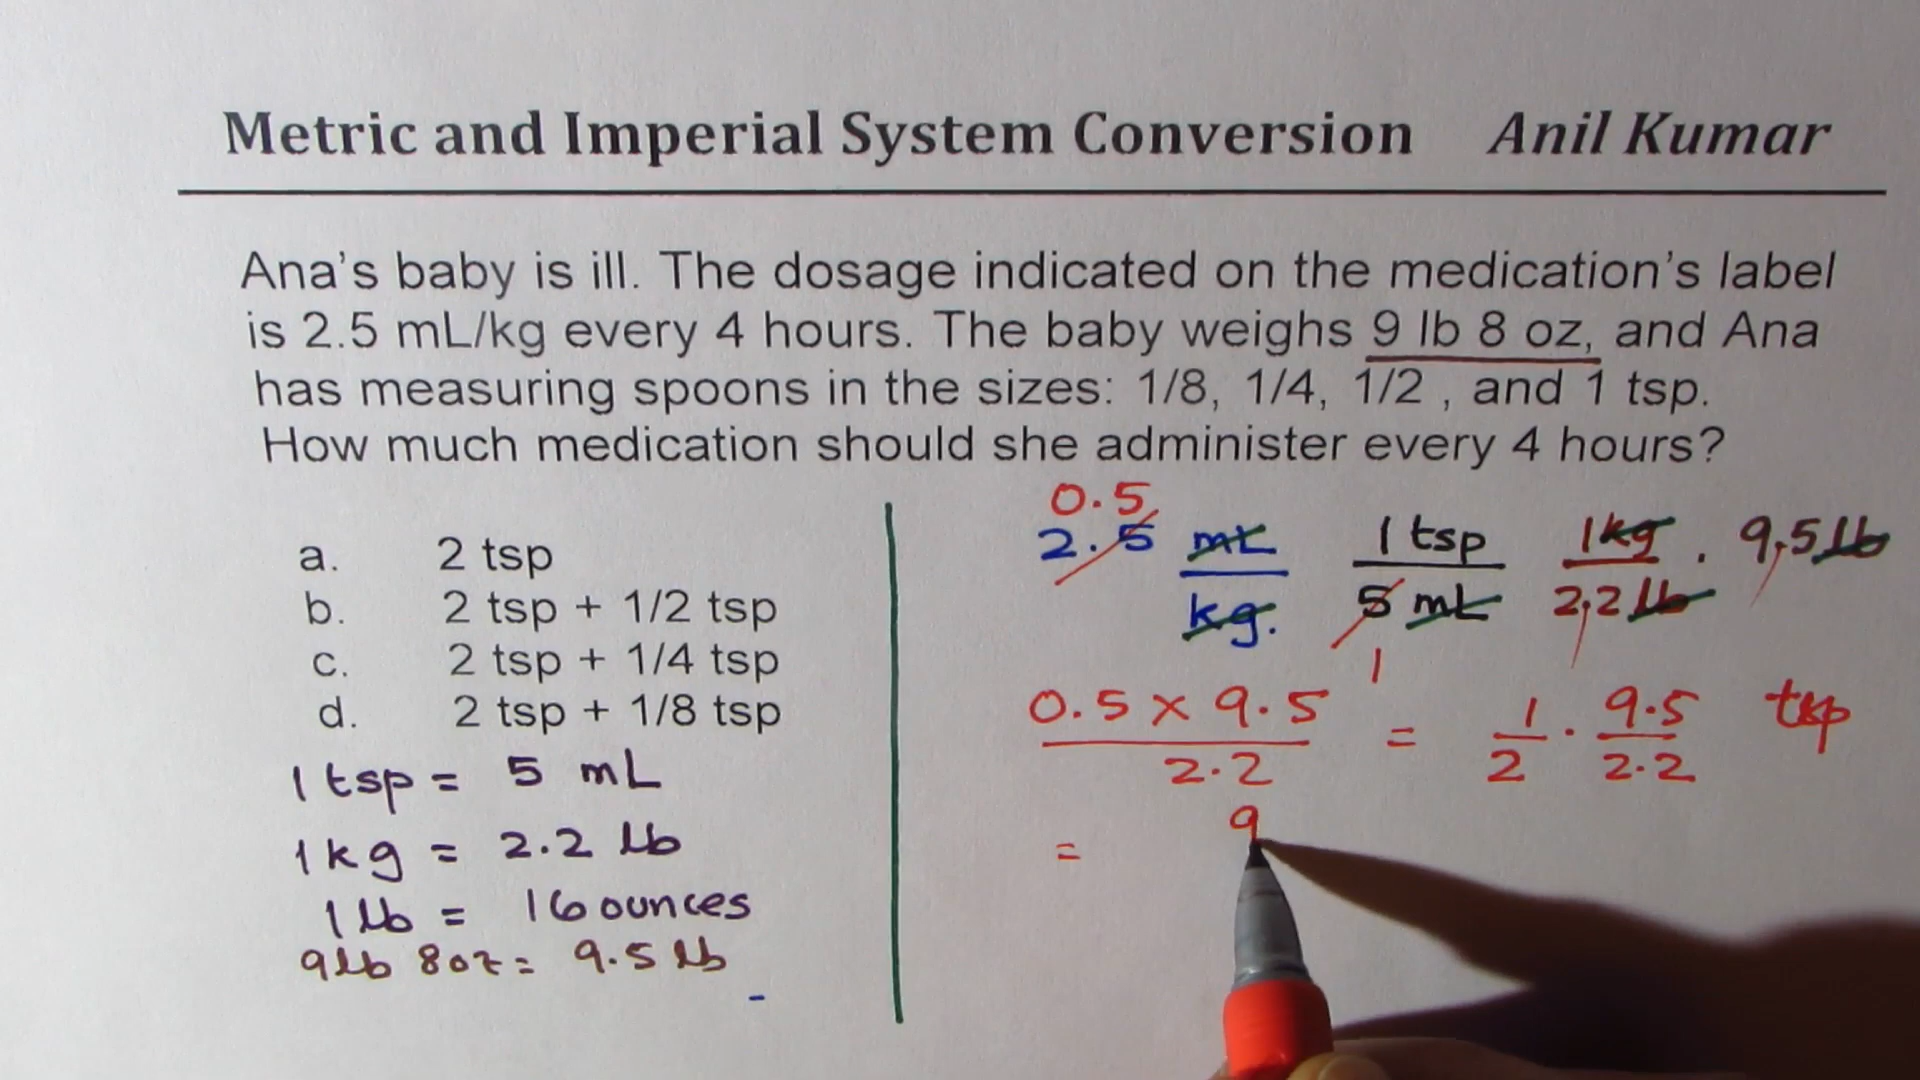 Metric and Imperial System Conversion Anil Kumar
Ana's baby is ill. The dosage indicated on the medication's label
is 2.5 mL/kg every 4 hours. The baby weighs 9 lb 8 oz, and Ana
has measuring spoons in the sizes: 1/8, 1/4, 1/2 , and 1 tsp.
How much medication should she administer every 4 hours?
a. 2 tsp
b. 2 tsp + 1/2 tsp
c. 2 tsp + 1/4 tsp
d. 2 tsp + 1/8 tsp
1 tsp = 5 mL
1 kg = 2.2 lb
1 lb = 16 ounces
9 lb 8 oz = 9.5 lb
-
0.5
2.5 mL 1 tsp 1 kg . 9.5 lb
kg. 5 mL 2.2 lb
1
0.5 x 9.5 = 1 . 9.5 tsp
2.2 2 2.2
= 9